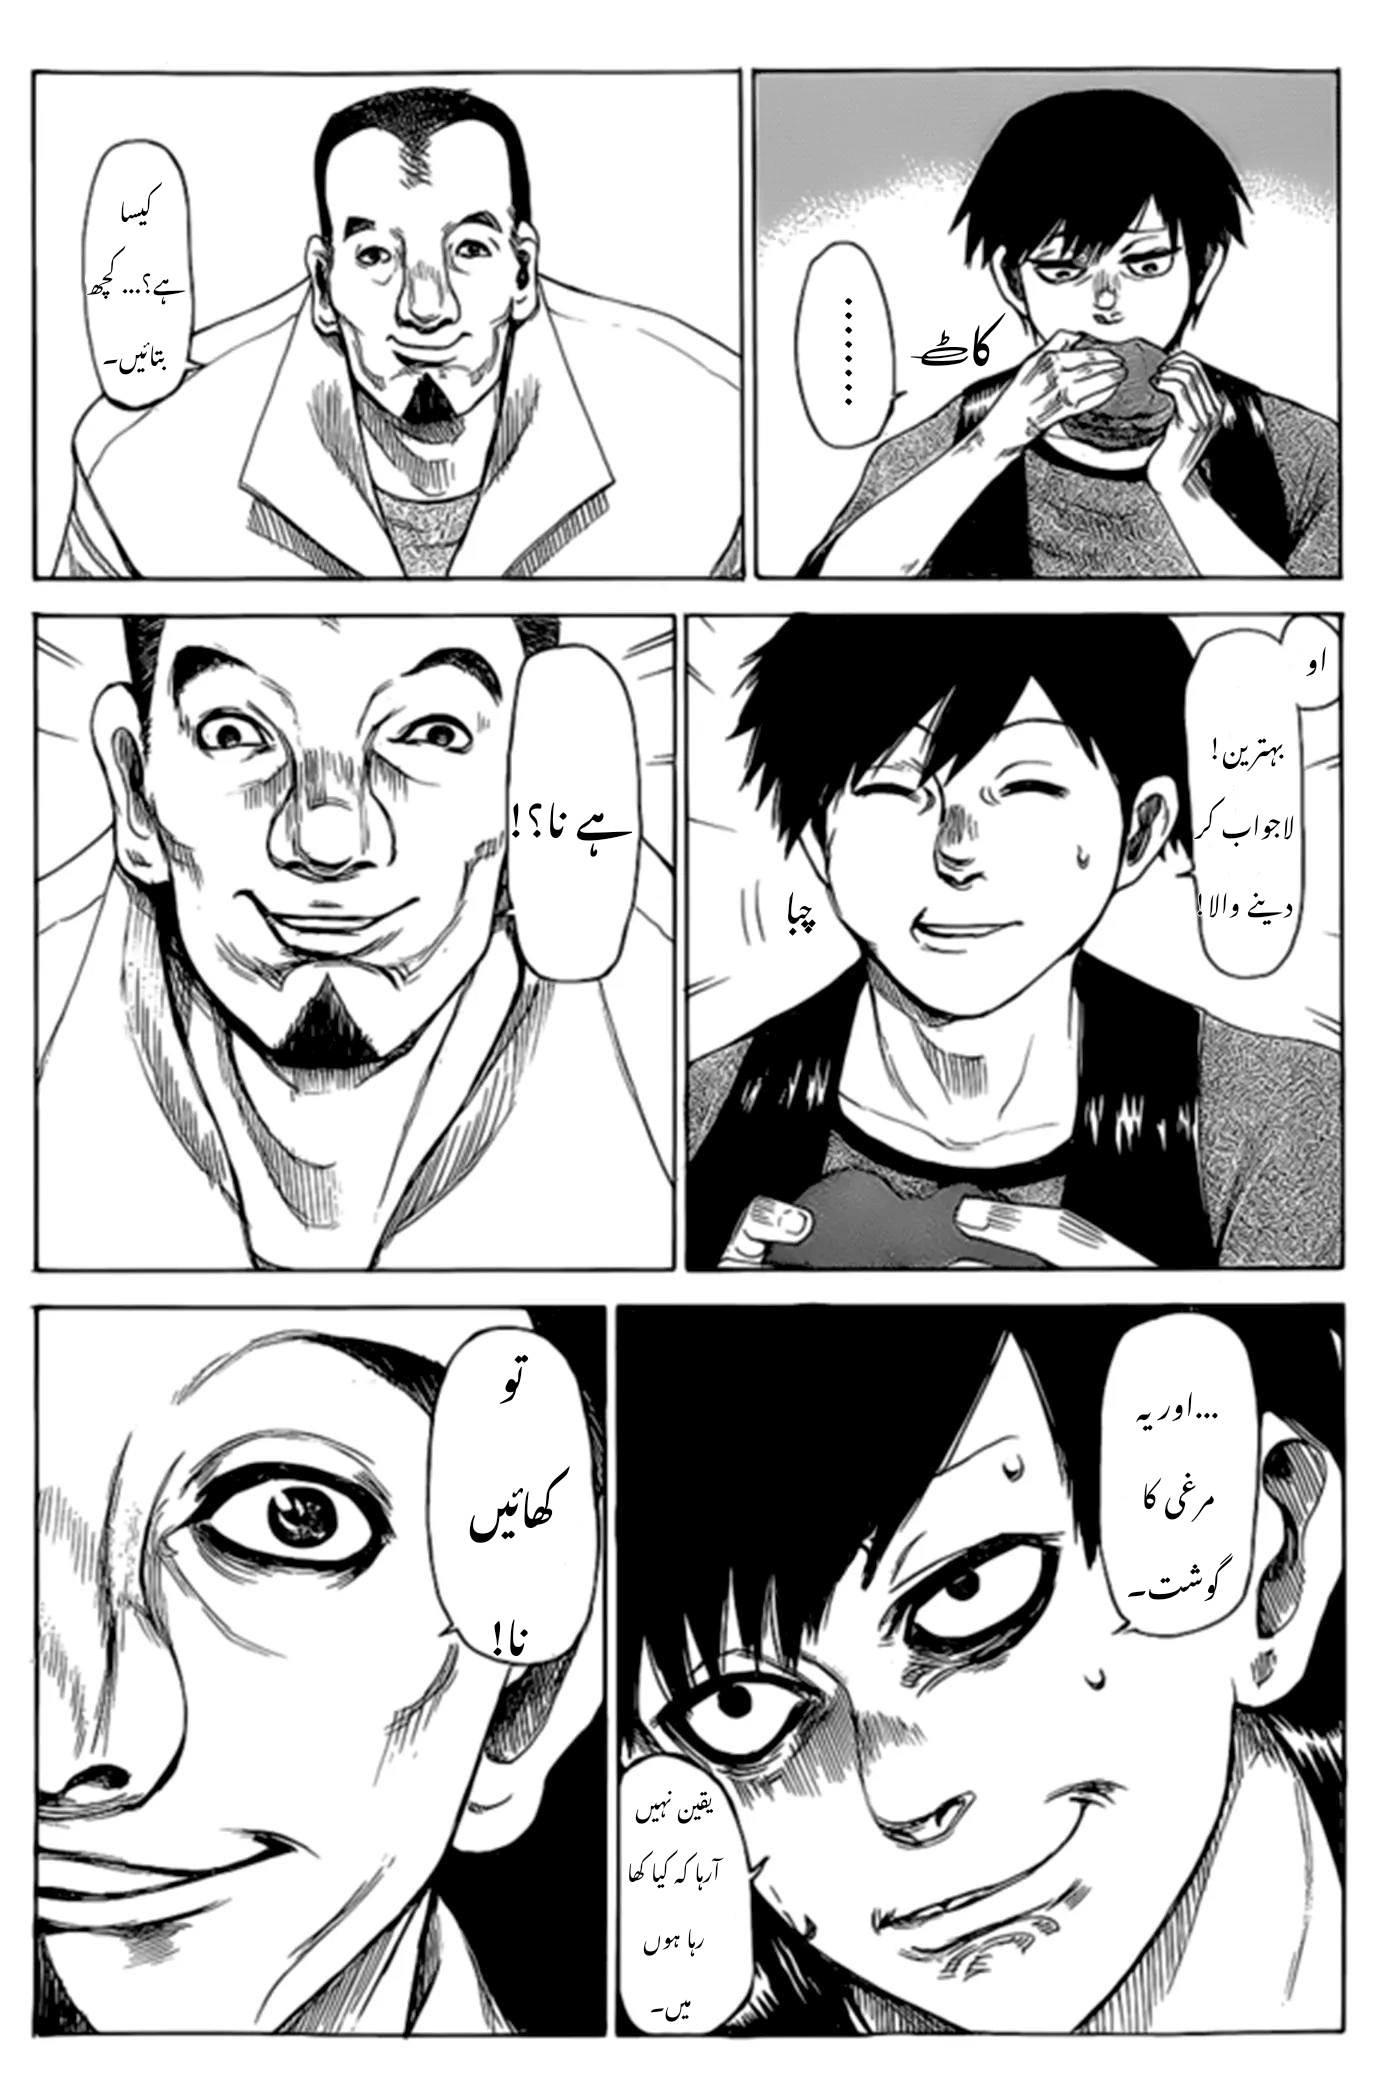 ........
کاٹ
کیسا
ہے؟... کچھ
بتائیں۔
او
بہترین!
لاجواب کر
دینے والا!
چبا
ہے نا؟!
...اور یہ
مرغی کا
گوشت۔
یقین نہیں
آرہا کہ کیا کھا
رہا ہوں
میں۔
تو
کھائیں
نا!